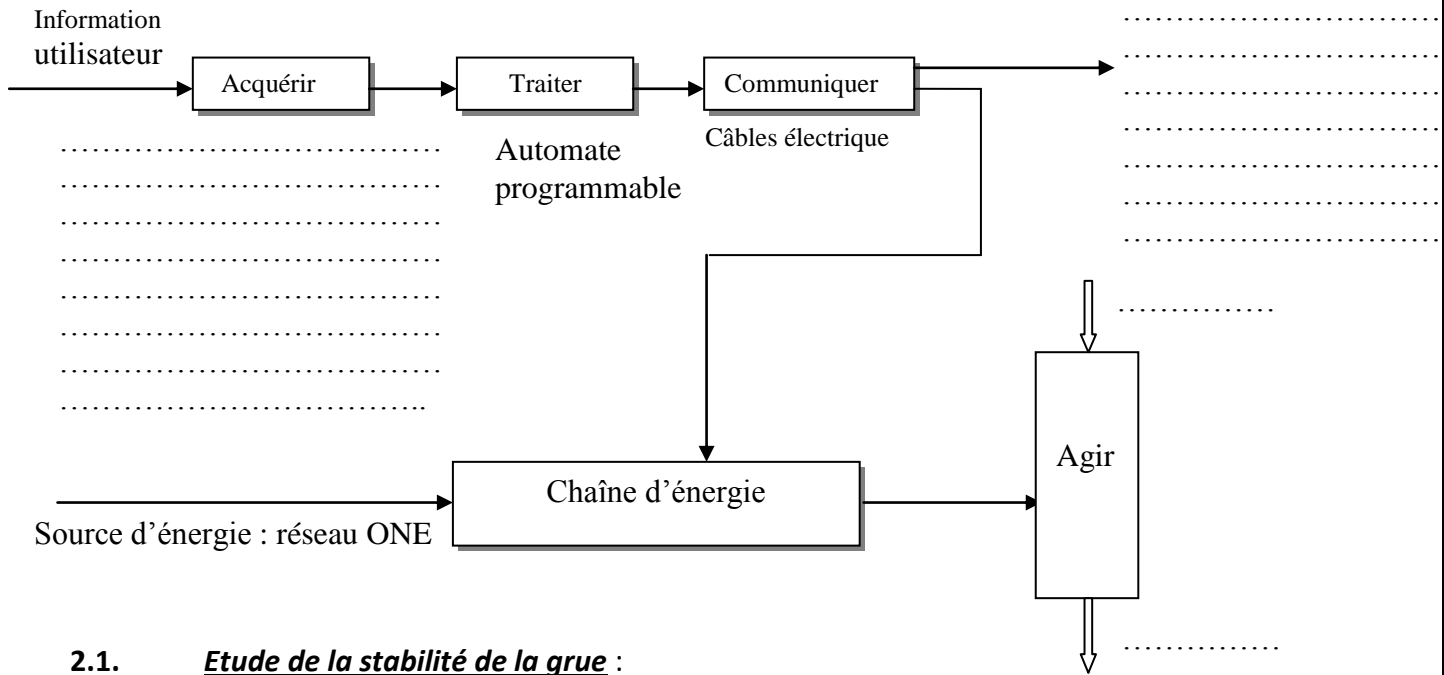 Information
utilisateur
Acquérir
Traiter
Communiquer
Automate
programmable
Câbles électrique
……………………………
……………………………
……………………………
……………………………
……………………………
……………………………
……………………………
……………………………………
……………………………………
……………………………………
……………………………………
……………………………………
……………………………………
……………………………………
………………………………..
……………
Agir
Chaîne d’énergie
Source d’énergie : réseau ONE
……………
2.1. Etude de la stabilité de la grue :